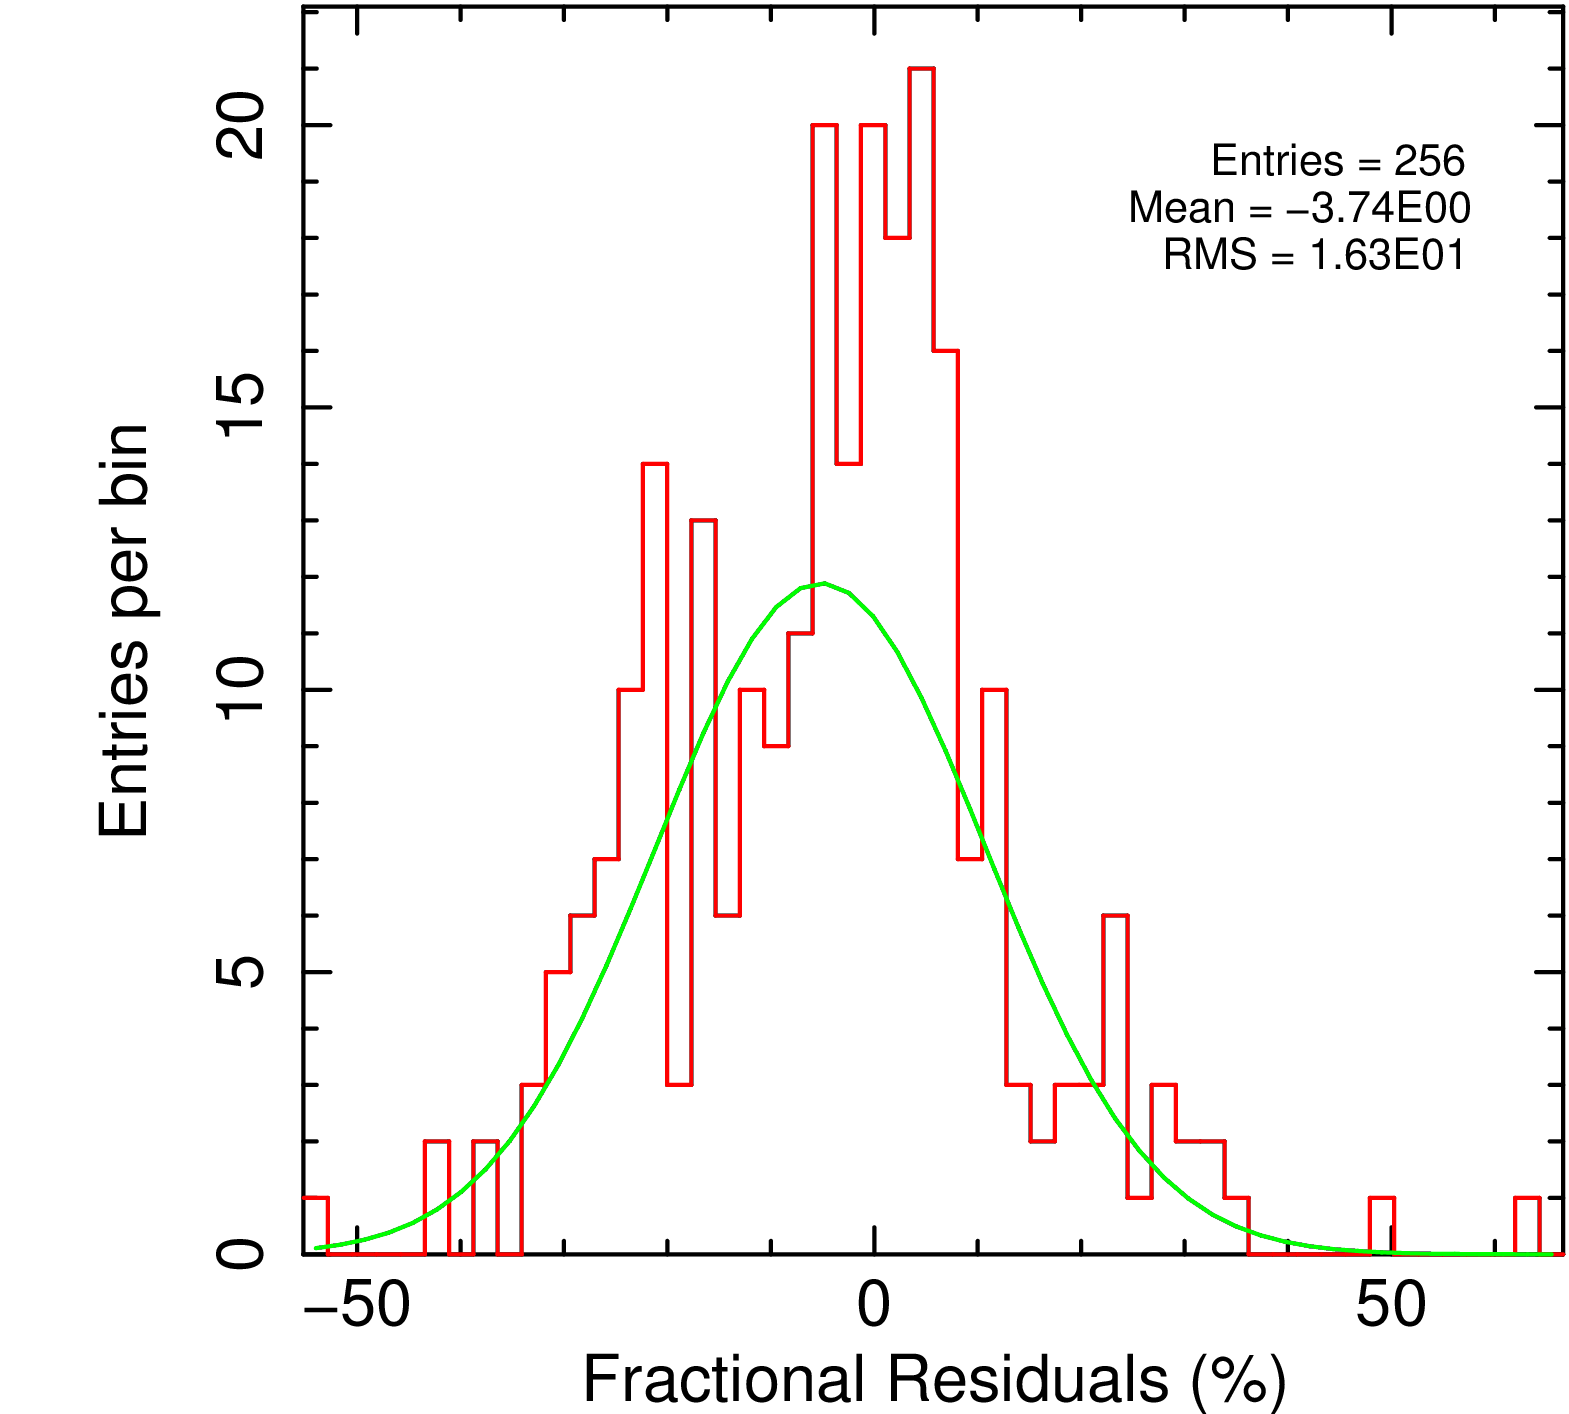 Entries = 256
Mean = −3.74E00
RMS = 1.63E01
Entries per bin
20
15
10
5
0
−50 0 50
Fractional Residuals (%)